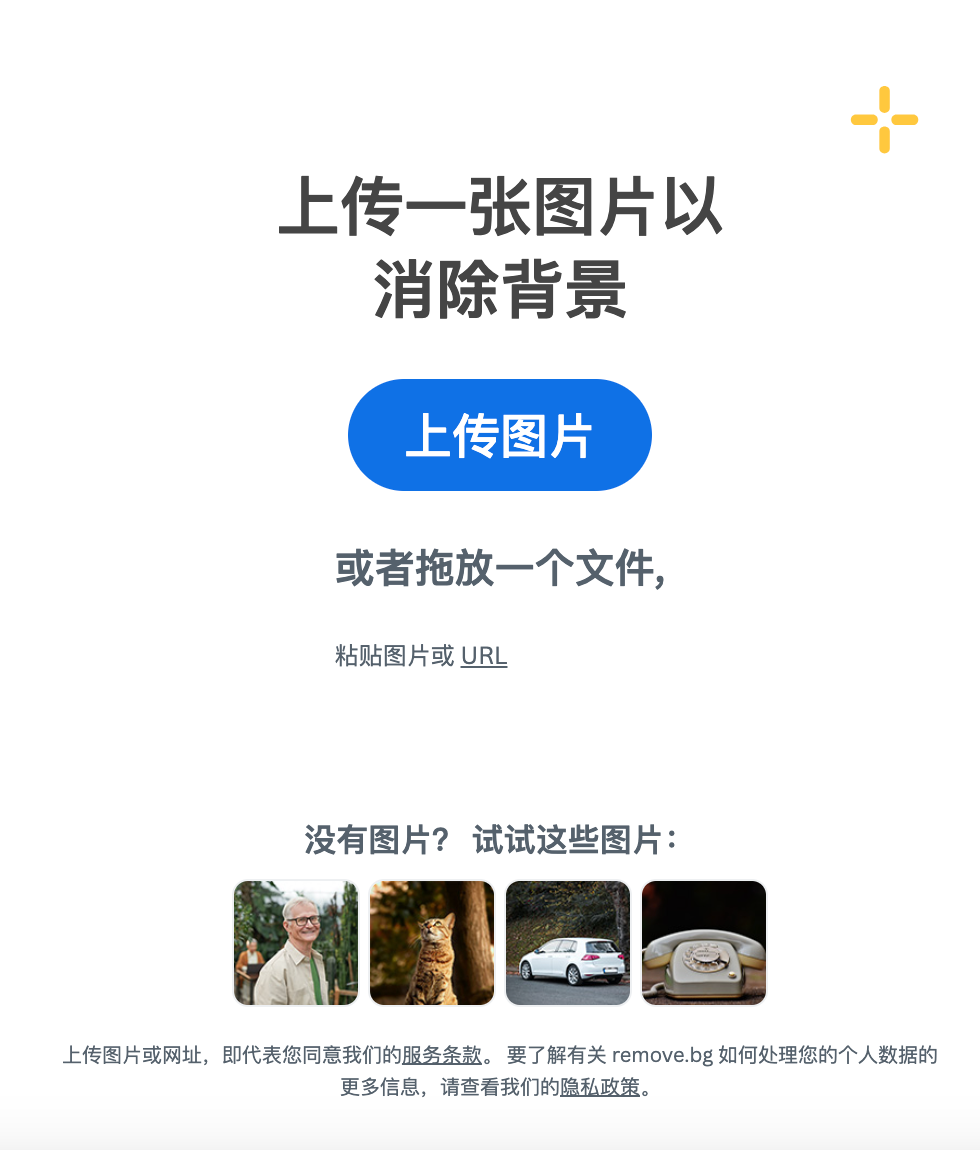 上传一张图片以
消除背景
上传图片
或者拖放一个文件,
粘贴图片或 URL
没有图片? 试试这些图片：
上传图片或网址，即代表您同意我们的服务条款。 要了解有关 remove.bg 如何处理您的个人数据的
更多信息，请查看我们的隐私政策。